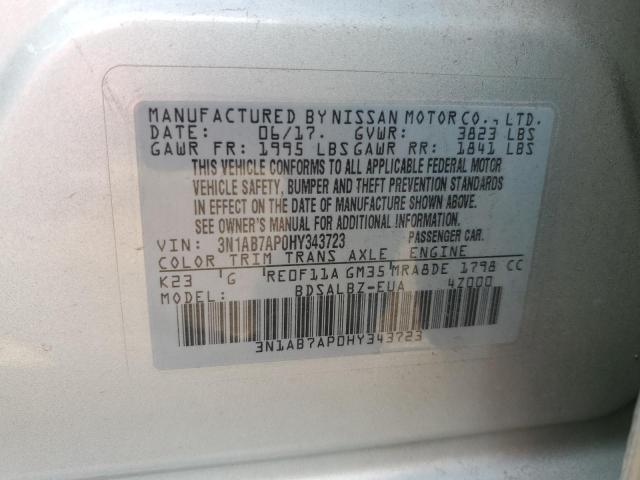 MANUFACTURED BY NISSAN MOTOR CO., LTD.
DATE: 06/17. GVWR: 3823 LBS
GAWR FR: 1995 LBS GAWR RR: 1841 LBS
THIS VEHICLE CONFORMS TO ALL APPLICABLE FEDERAL MOTOR
VEHICLE SAFETY, BUMPER AND THEFT PREVENTION STANDARDS
IN EFFECT ON THE DATE OF MANUFACTURE SHOWN ABOVE.
SEE OWNER'S MANUAL FOR ADDITIONAL INFORMATION.
VIN: 3N1AB7AP0HY343723 PASSENGER CAR.
COLOR TRIM TRANS AXLE ENGINE
K23 G RE0F11A GM35 MRA8DE 1798 CC
MODEL: BDSALBZ-EUA 4Z000
3N1AB7AP0HY343723